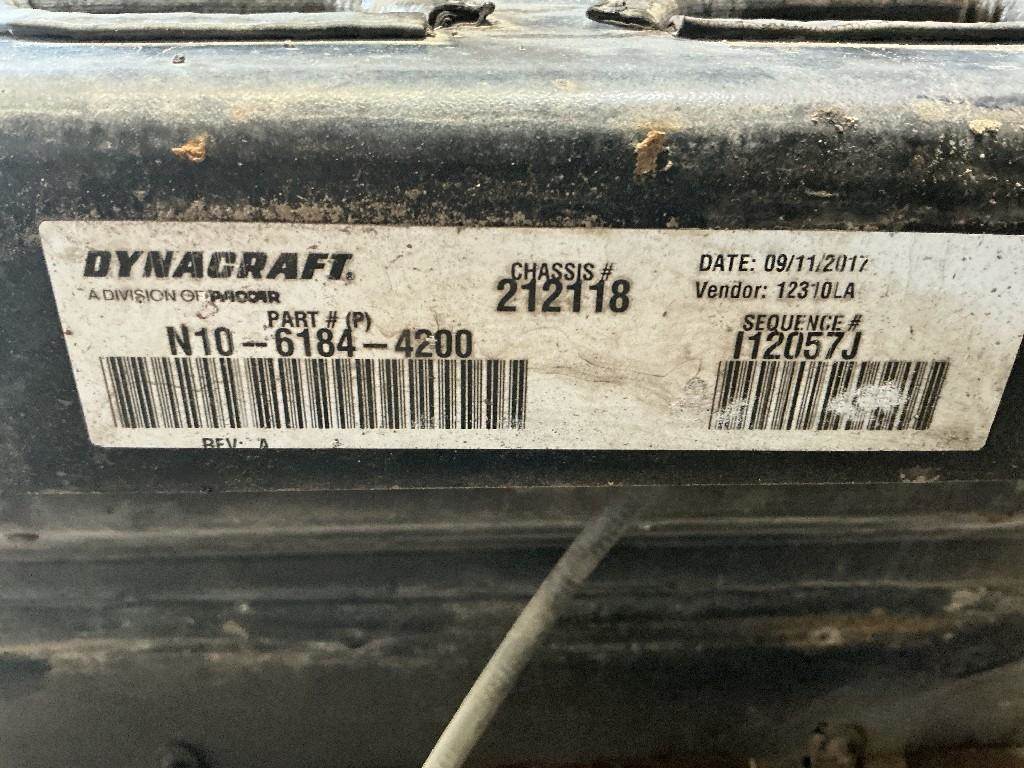 DYNACRAFT®
A DIVISION OF PACCAR
PART # (P)
N10-6184-4200
REV: A
CHASSIS #
212118
DATE: 09/11/2017
Vendor: 12310LA
SEQUENCE #
I12057J